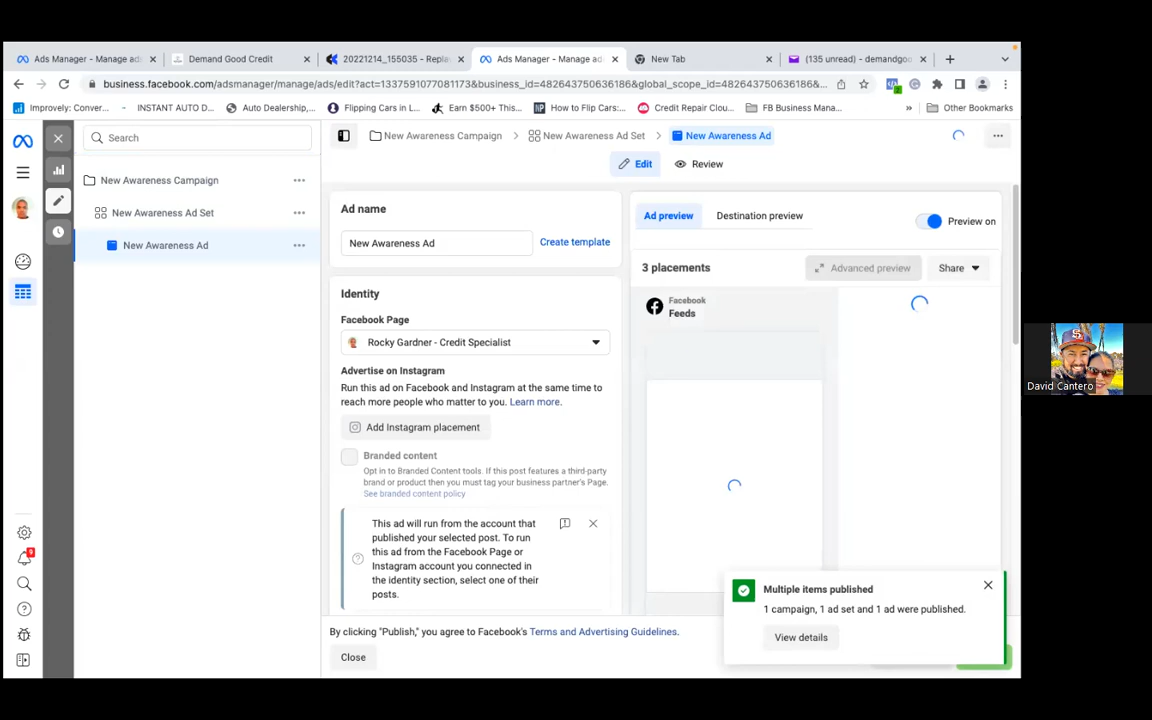 Ads Manager - Manage ad
Demand Good Credit
20221214_155035 - Repla
Ads Manager - Manage ad
New Tab
(135 unread) - demandgoo
business.facebook.com/adsmanager/manage/ads/edit?act=1337591077081173&business_id=482643750636186&global_scope_id=482643750636186&...
Improvely: Conver...
INSTANT AUTO D...
Auto Dealership,...
Flipping Cars in L...
Earn $500+ This...
How to Flip Cars:...
Credit Repair Clou...
FB Business Mana...
»
Other Bookmarks
Search
New Awareness Campaign
New Awareness Ad Set
New Awareness Ad
New Awareness Campaign > New Awareness Ad Set > New Awareness Ad
Edit
Review
Ad name
New Awareness Ad
Create template
Identity
Facebook Page
Rocky Gardner - Credit Specialist
Advertise on Instagram
Run this ad on Facebook and Instagram at the same time to
reach more people who matter to you. Learn more.
Add Instagram placement
Branded content
Opt in to Branded Content tools. If this post features a third-party
brand or product then you must tag your business partner's Page.
See branded content policy
This ad will run from the account that
published your selected post. To run
this ad from the Facebook Page or
Instagram account you connected in
the identity section, select one of their
posts.
By clicking "Publish," you agree to Facebook's Terms and Advertising Guidelines.
Close
Ad preview
Destination preview
Preview on
3 placements
Advanced preview
Share
Facebook
Feeds
Multiple items published
1 campaign, 1 ad set and 1 ad were published.
View details
9
David Cantero